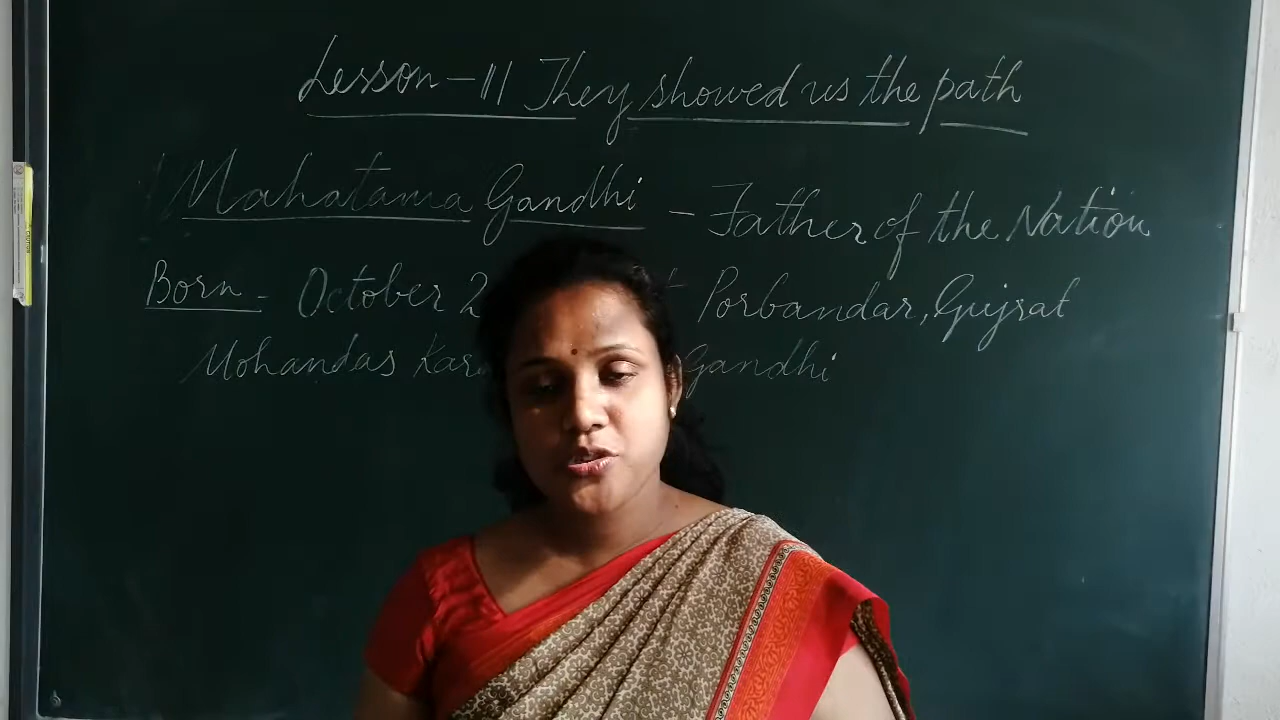 Lesson - 11 They showed us the path
Mahatama Gandhi - Father of the Nation
Born - October 2 Porbandar, Gujrat
Mohandas Kar Gandhi